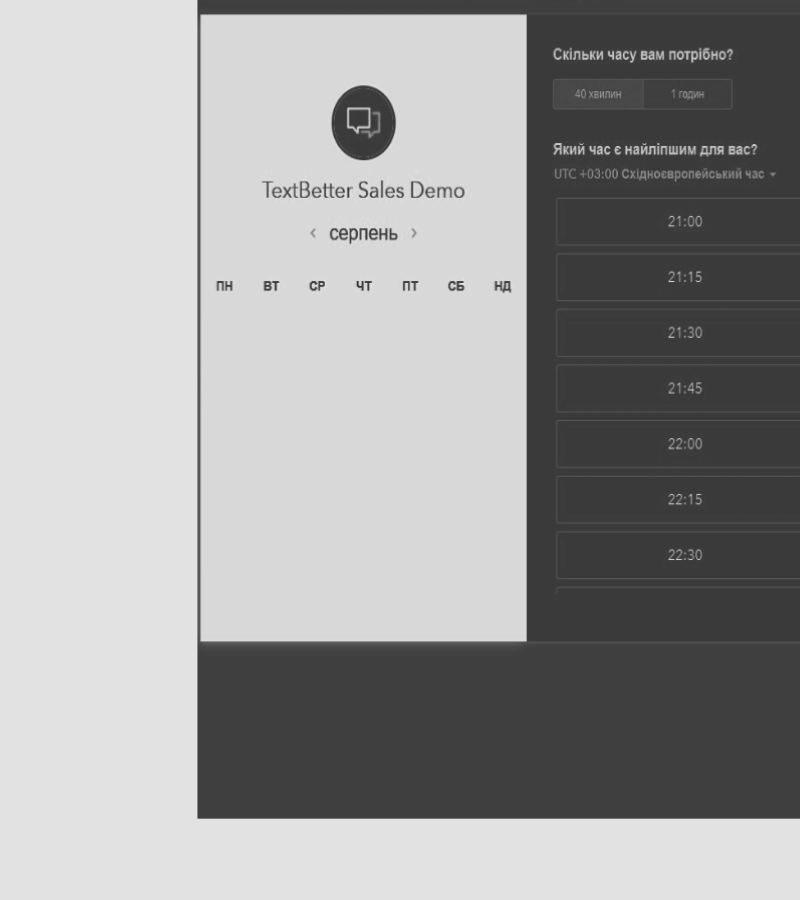 TextBetter Sales Demo
‹ серпень ›
ПН ВТ СР ЧТ ПТ СБ НД
Скільки часу вам потрібно?
40 хвилин 1 годин
Який час є найліпшим для вас?
UTC +03:00 Східноєвропейський час
21:00
21:15
21:30
21:45
22:00
22:15
22:30